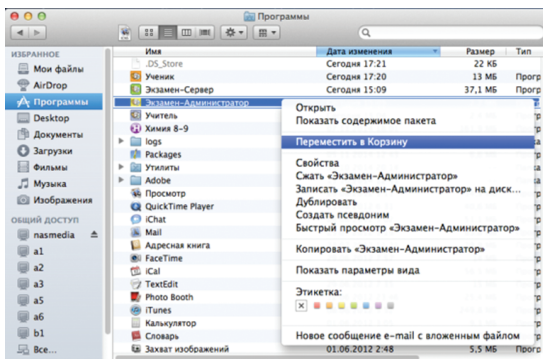 Программы
ИЗБРАННОЕ
Мои файлы
AirDrop
Программы
Desktop
Документы
Загрузки
Фильмы
Музыка
Изображения
ОБЩИЙ ДОСТУП
nasmedia
a1
a2
a3
a5
a6
b1
Все...
Имя Дата изменения Размер Тип
.DS_Store Сегодня 17:21 22 КБ
Ученик Сегодня 17:20 13 МБ Прогр
Экзамен-Сервер Сегодня 15:09 37,1 МБ Прогр
Экзамен-Администратор
Учитель
Химия 8-9
logs
Packages
Утилиты
Adobe
Просмотр
QuickTime Player
iChat
Mail
Адресная книга
FaceTime
iCal
TextEdit
Photo Booth
iTunes
Калькулятор
Словарь
Захват изображений 01.06.2012 2:48 5,5 МБ Прогр
Открыть
Показать содержимое пакета
Переместить в Корзину
Свойства
Сжать «Экзамен-Администратор»
Записать «Экзамен-Администратор» на диск...
Дублировать
Создать псевдоним
Быстрый просмотр «Экзамен-Администратор»
Копировать «Экзамен-Администратор»
Показать параметры вида
Этикетка:
Новое сообщение e-mail с вложенным файлом